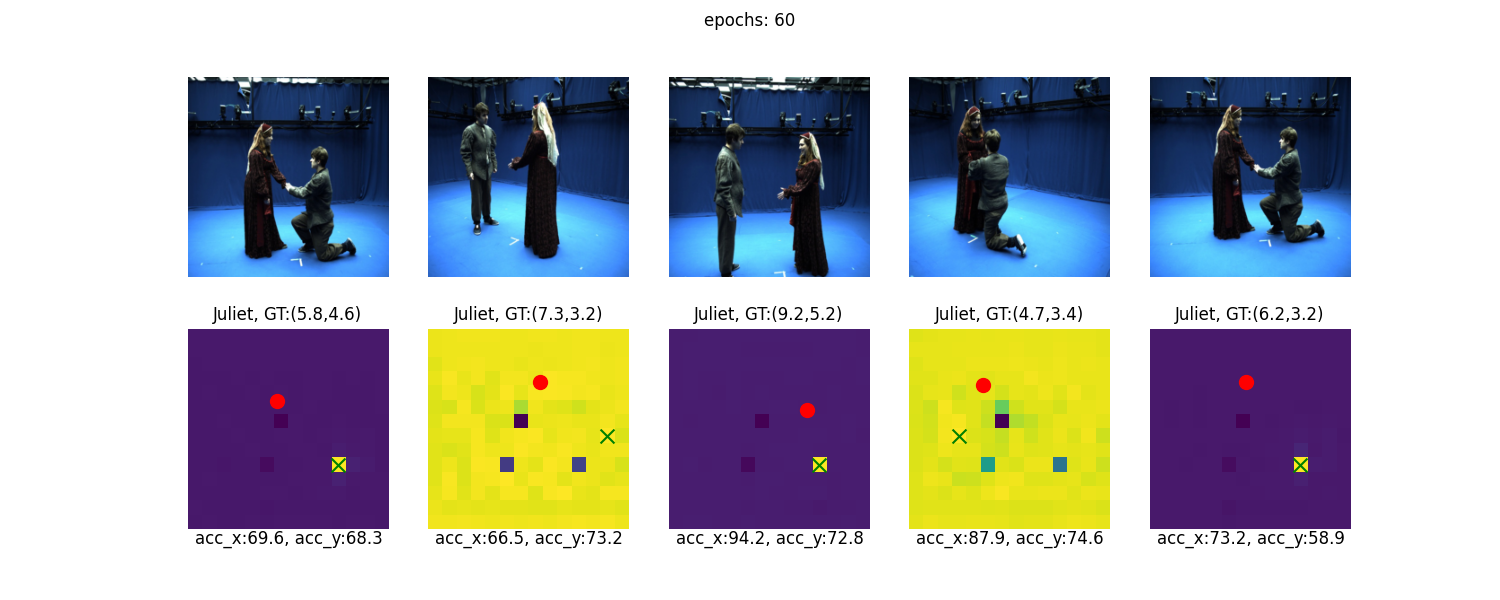 epochs: 60
Juliet, GT:(5.8,4.6)
Juliet, GT:(7.3,3.2)
Juliet, GT:(9.2,5.2)
Juliet, GT:(4.7,3.4)
Juliet, GT:(6.2,3.2)
acc_x:69.6, acc_y:68.3
acc_x:66.5, acc_y:73.2
acc_x:94.2, acc_y:72.8
acc_x:87.9, acc_y:74.6
acc_x:73.2, acc_y:58.9